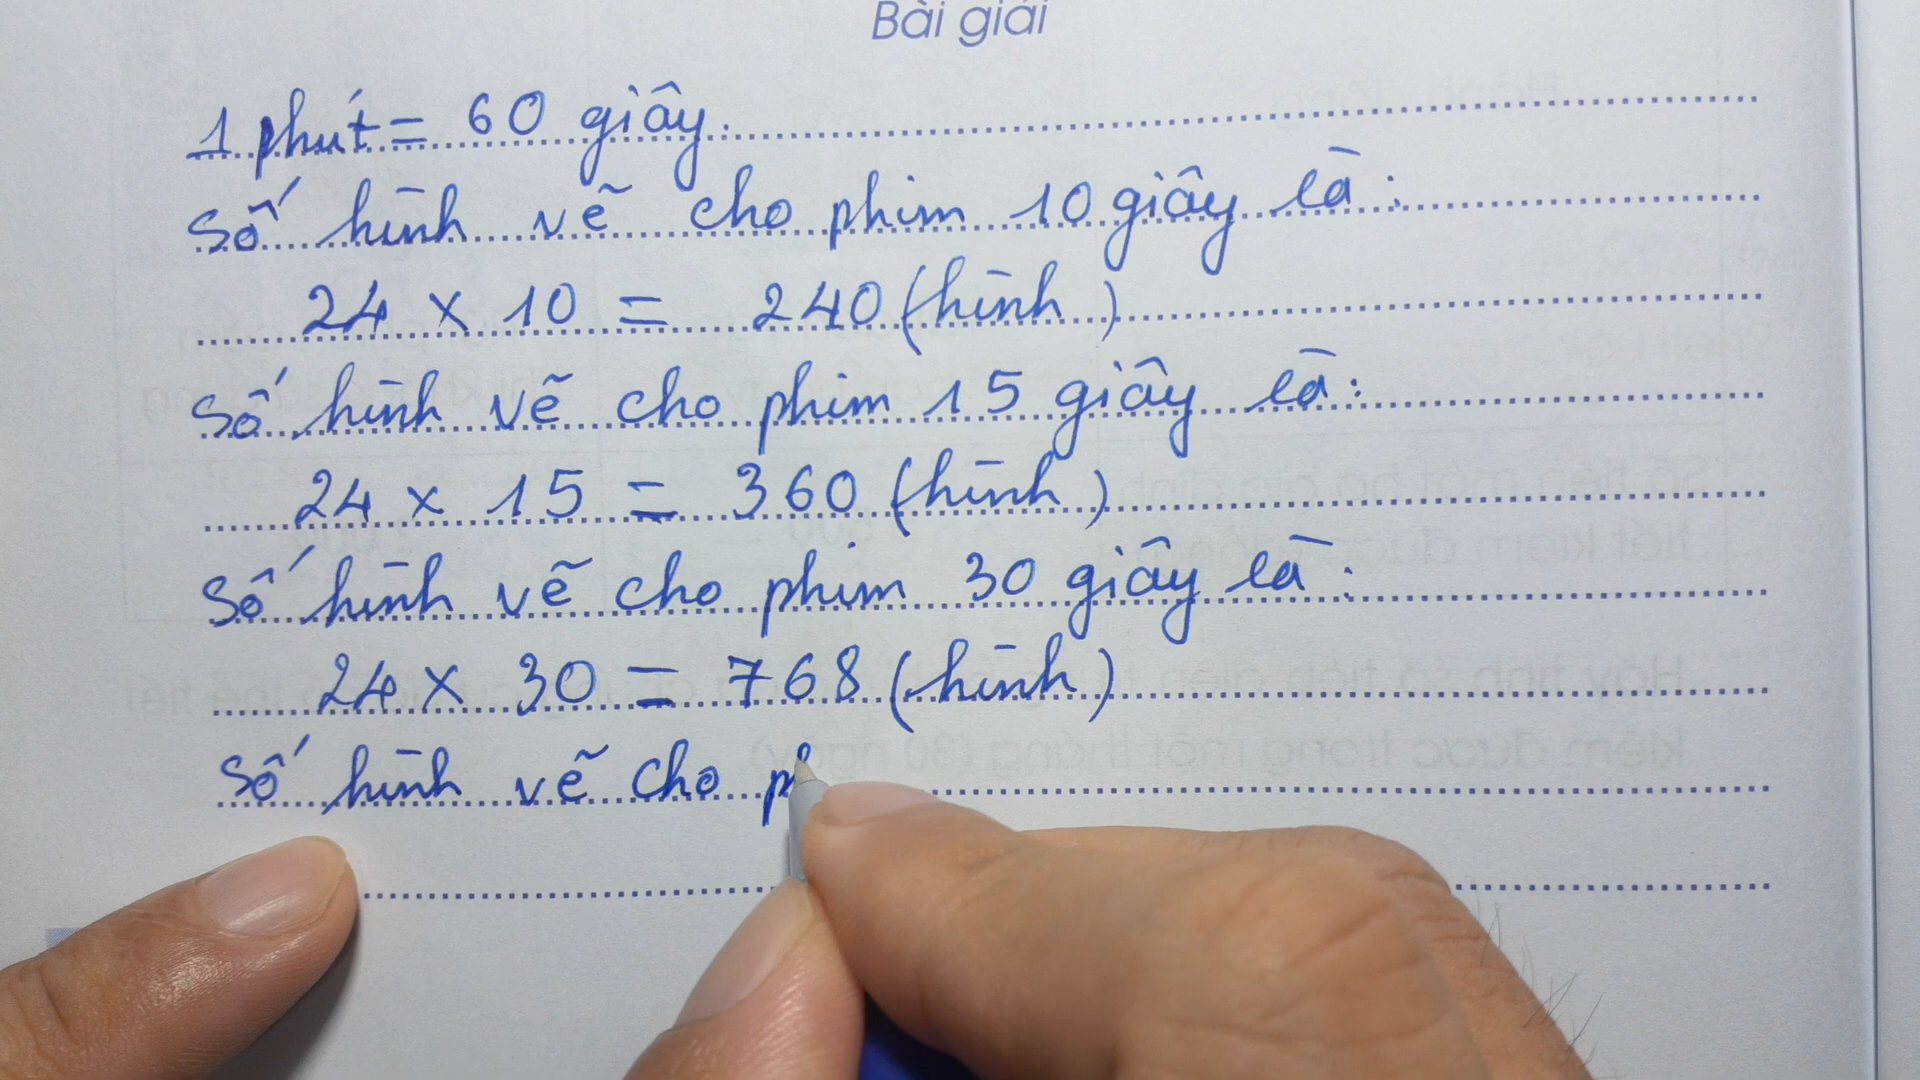 Bài giải
1 phút = 60 giây.
Số hình vẽ cho phim 10 giây là:
24 x 10 = 240 (hình)
Số hình vẽ cho phim 15 giây là:
24 x 15 = 360 (hình)
Số hình vẽ cho phim 30 giây là:
24 x 30 = 768 (hình)
Số hình vẽ cho ph